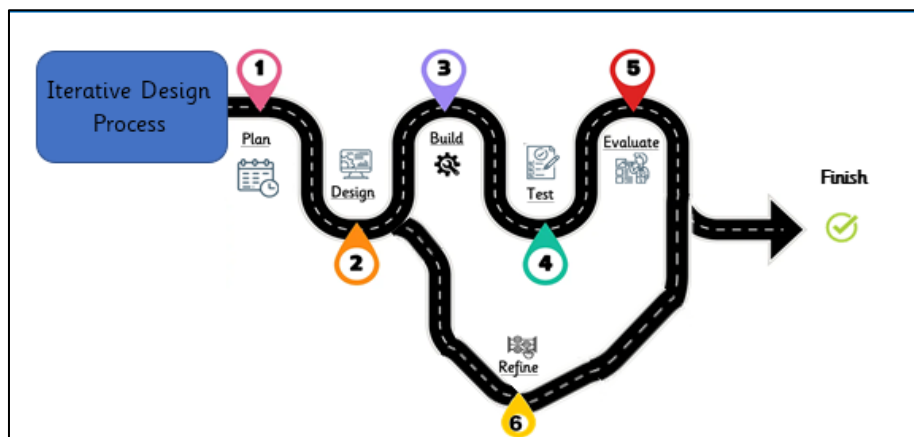 Iterative Design
Process
1
Plan
2
Design
3
Build
4
Test
5
Evaluate
6
Refine
Finish